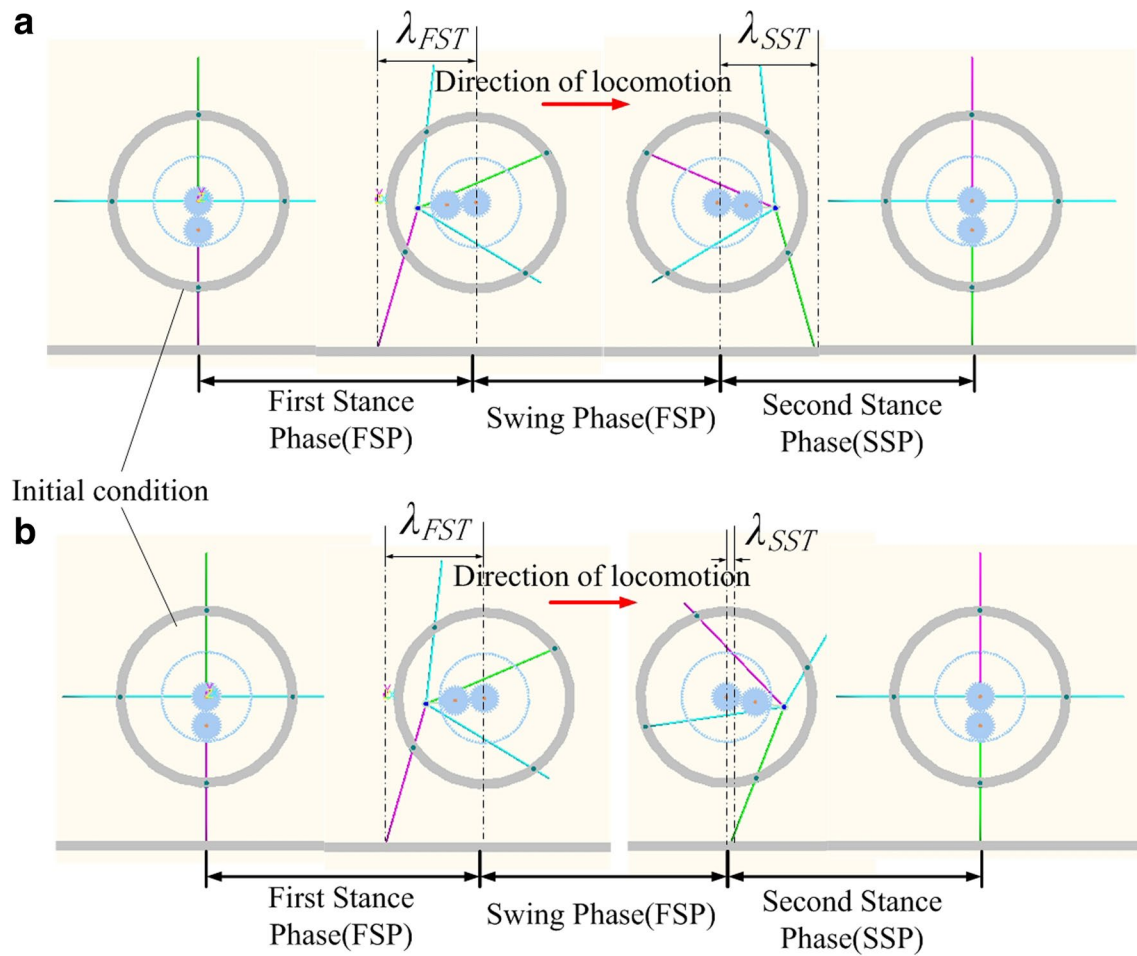 a
λFST
λSST
Direction of locomotion
First Stance
Phase(FSP)
Swing Phase(FSP)
Second Stance
Phase(SSP)
Initial condition
b
λFST
λSST
Direction of locomotion
First Stance
Phase(FSP)
Swing Phase(FSP)
Second Stance
Phase(SSP)